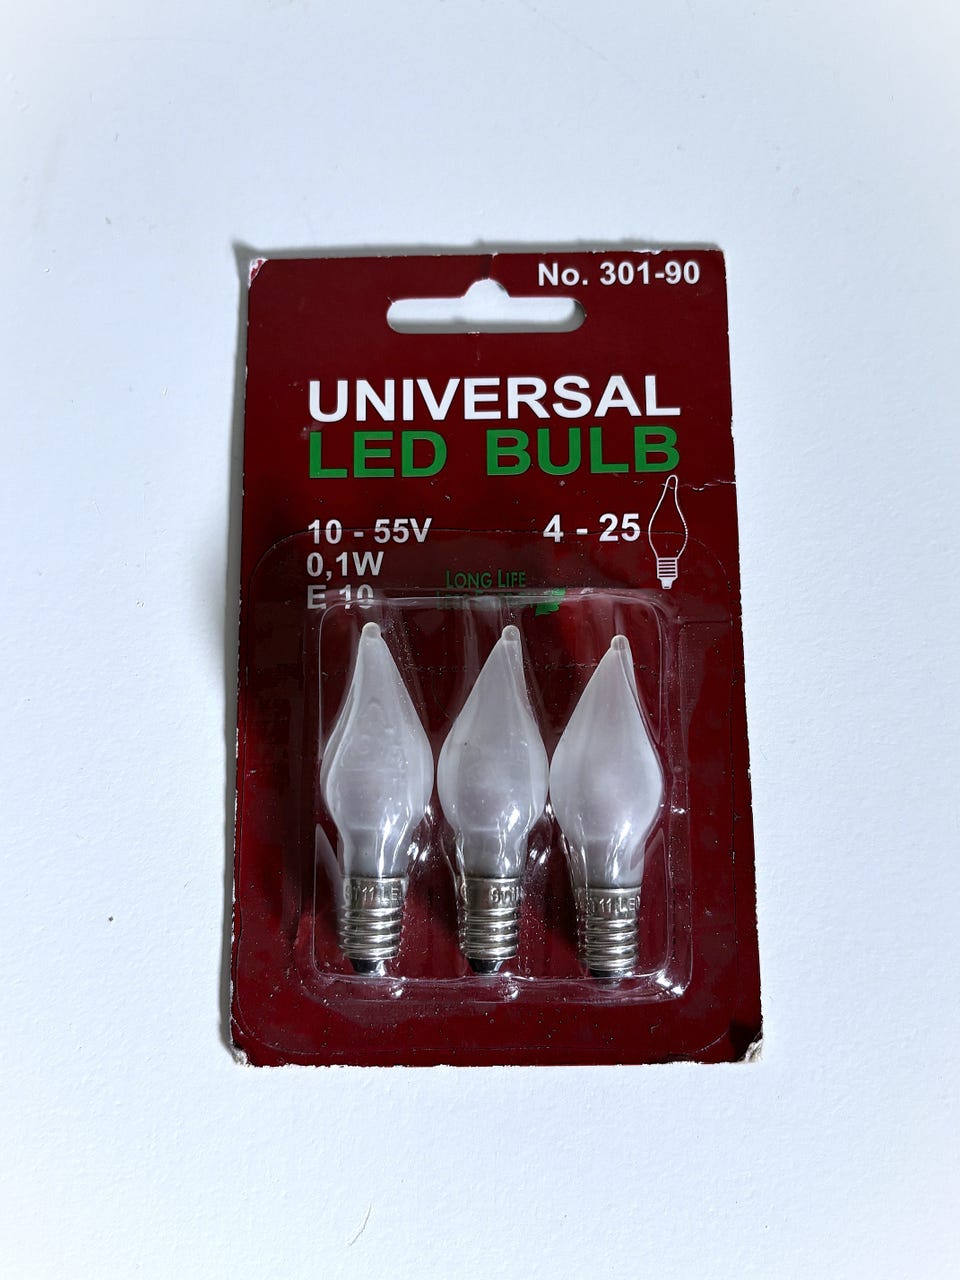 No. 301-90
UNIVERSAL
LED BULB
10 - 55V
4 - 25
0,1W
E 10
LONG LIFE